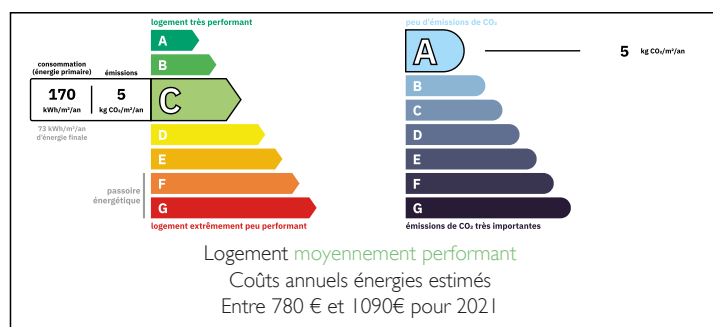 logement très performant
A
B
consommation
(énergie primaire)
émissions
170
kWh/m²/an
5
kg CO₂/m²/an
C
73 kWh/m²/an
d'énergie finale
D
E
passoire
énergétique
F
G
logement extrêmement peu performant
peu d'émissions de CO₂
A
5 kg CO₂/m²/an
B
C
D
E
F
G
émissions de CO₂ très importantes
Logement moyennement performant
Coûts annuels énergies estimés
Entre 780 € et 1090€ pour 2021